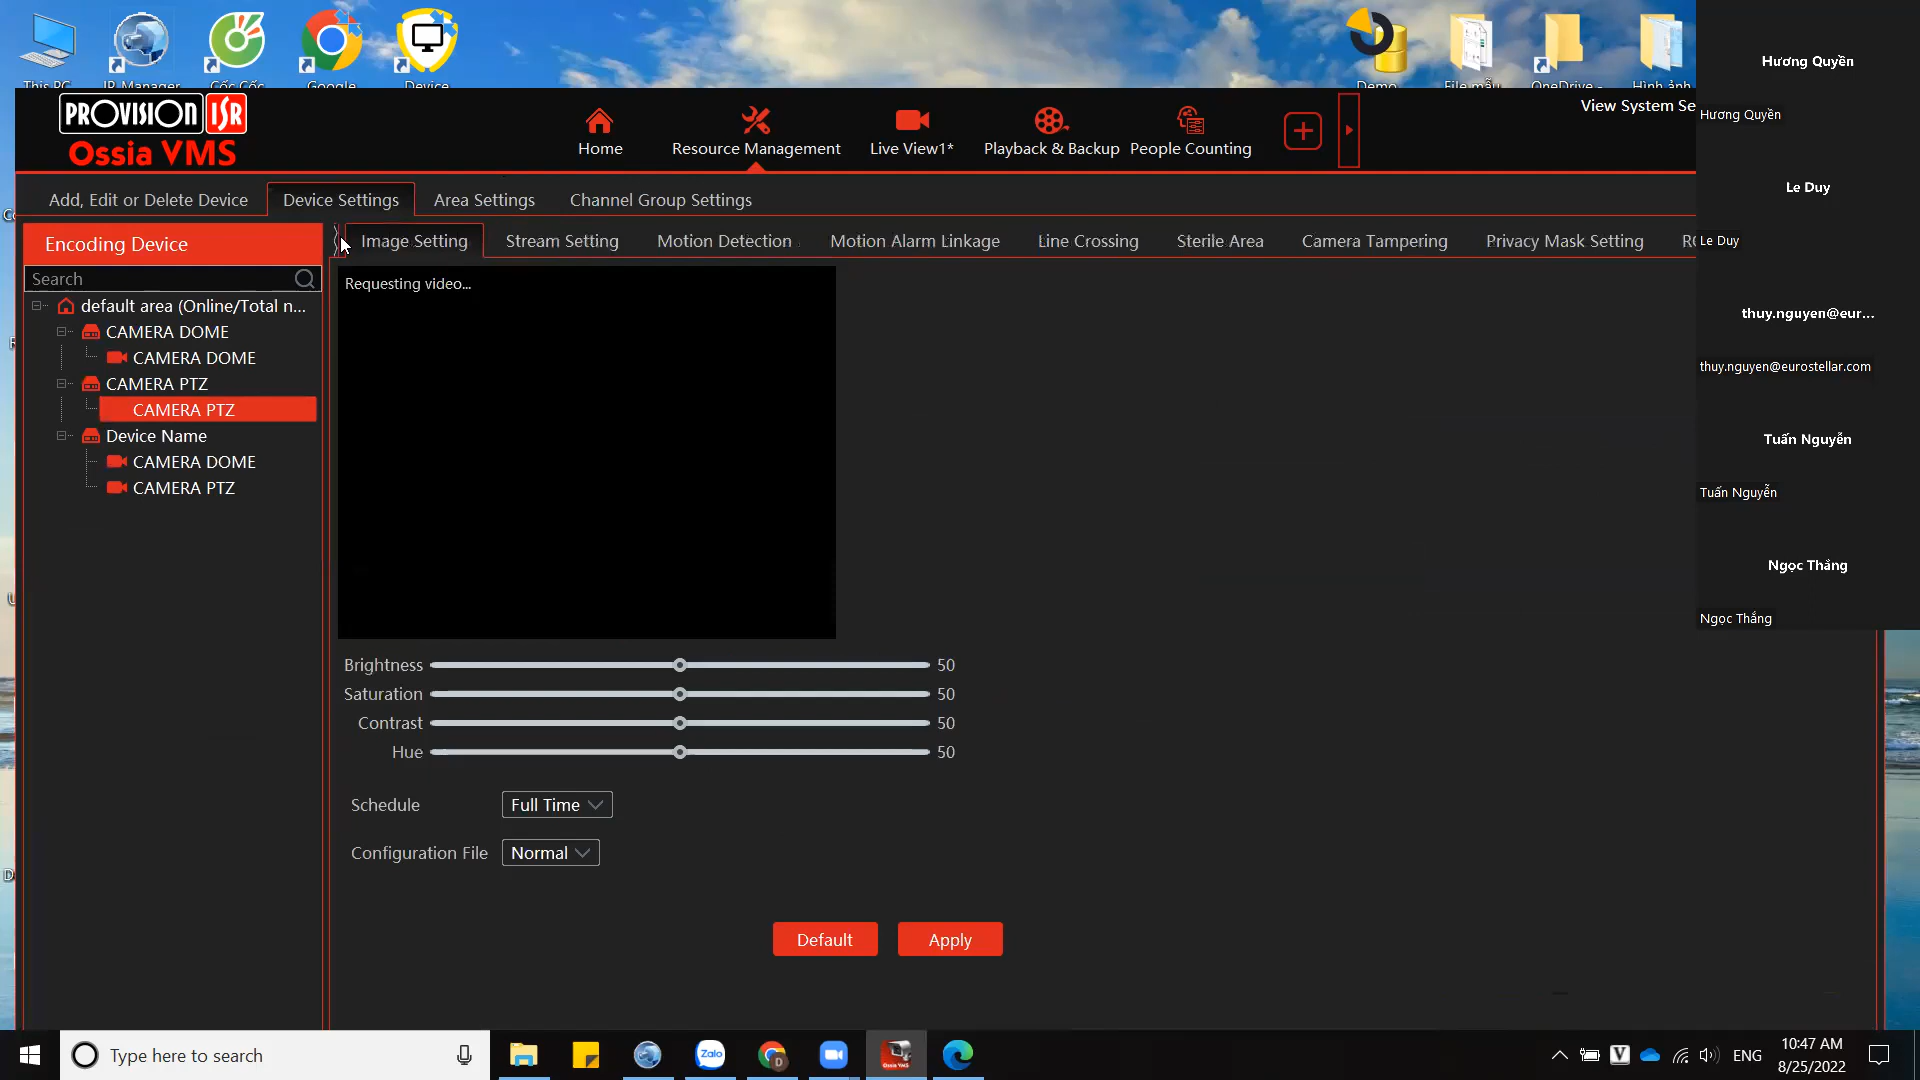 This PC
IP Manager
Cốc Cốc
Google
Device
Demo
File mẫu
OneDrive -
Hình ảnh
PROVISION ISR
Ossia VMS
Home
Resource Management
Live View1*
Playback & Backup
People Counting
View System Se
Add, Edit or Delete Device
Device Settings
Area Settings
Channel Group Settings
Encoding Device
Search
default area (Online/Total n...
CAMERA DOME
CAMERA DOME
CAMERA PTZ
CAMERA PTZ
Device Name
CAMERA DOME
CAMERA PTZ
Image Setting
Stream Setting
Motion Detection
Motion Alarm Linkage
Line Crossing
Sterile Area
Camera Tampering
Privacy Mask Setting
Requesting video...
Brightness 50
Saturation 50
Contrast 50
Hue 50
Schedule Full Time
Configuration File Normal
Default
Apply
Hương Quyền
Hương Quyền
Le Duy
Le Duy
thuy.nguyen@eur...
thuy.nguyen@eurostellar.com
Tuấn Nguyễn
Tuấn Nguyễn
Ngọc Thắng
Ngọc Thắng
Type here to search
Zalo
D
Ossia VMS
V
ENG
10:47 AM
8/25/2022